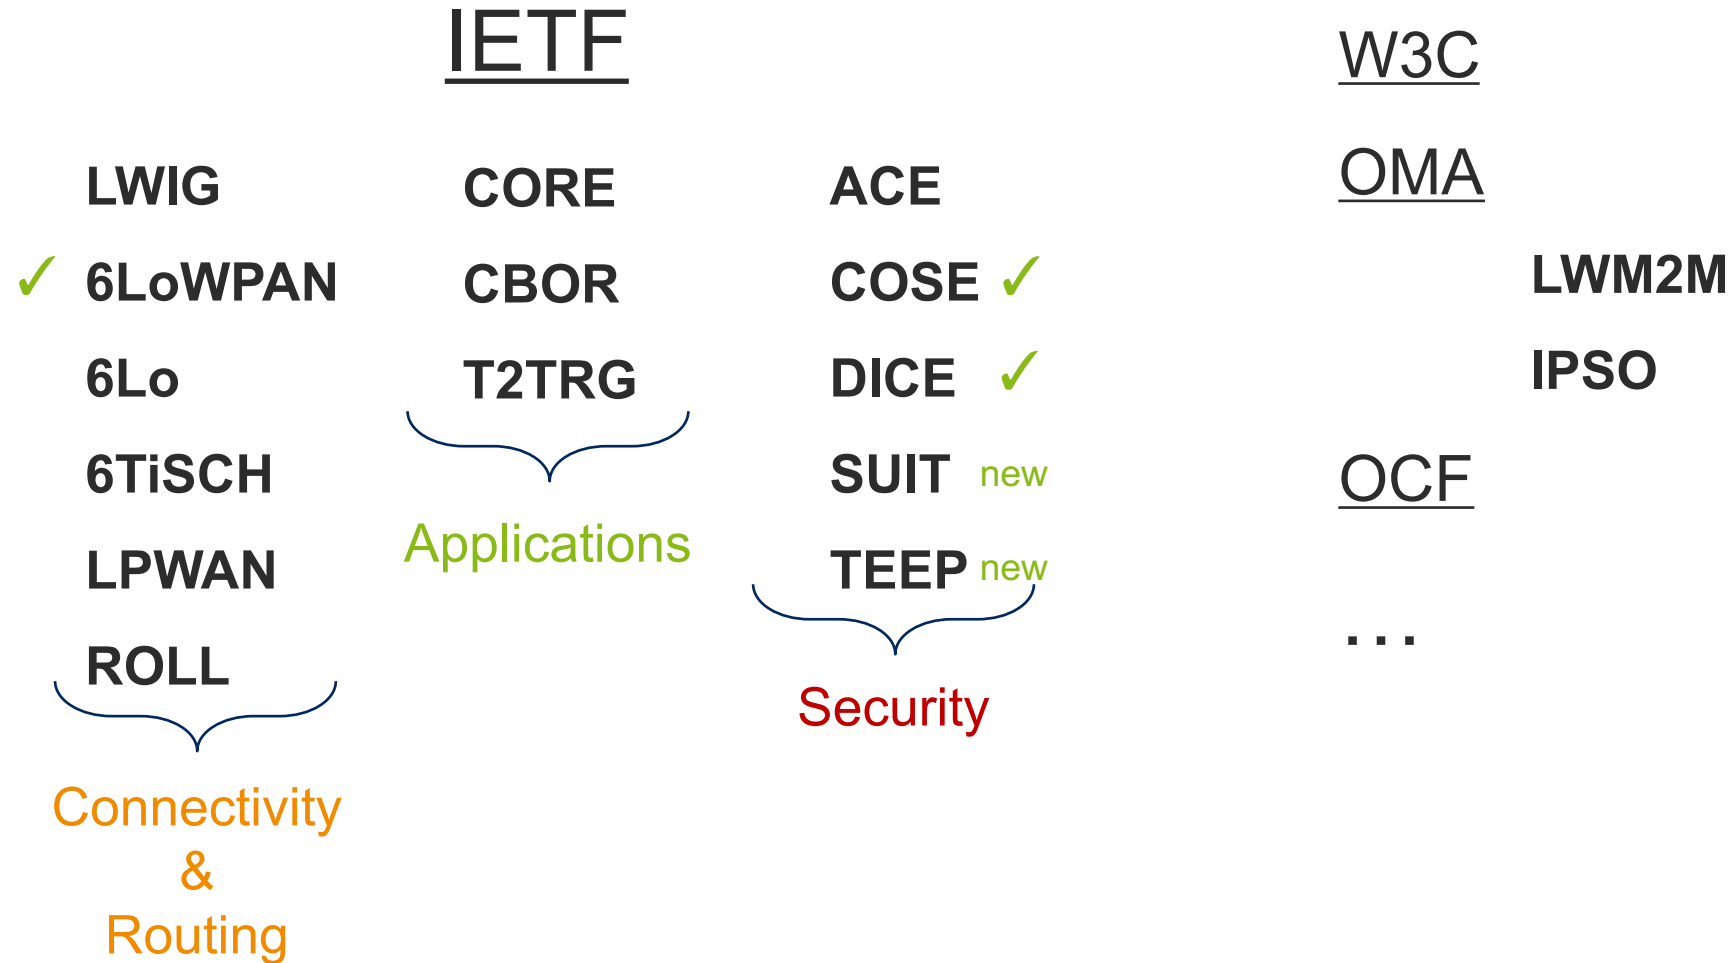 IETF
LWIG
✓ 6LoWPAN
6Lo
6TiSCH
LPWAN
ROLL
Connectivity
&
Routing
CORE
CBOR
T2TRG
Applications
ACE
COSE ✓
DICE ✓
SUIT new
TEEP new
Security
W3C
OMA
LWM2M
IPSO
OCF
...